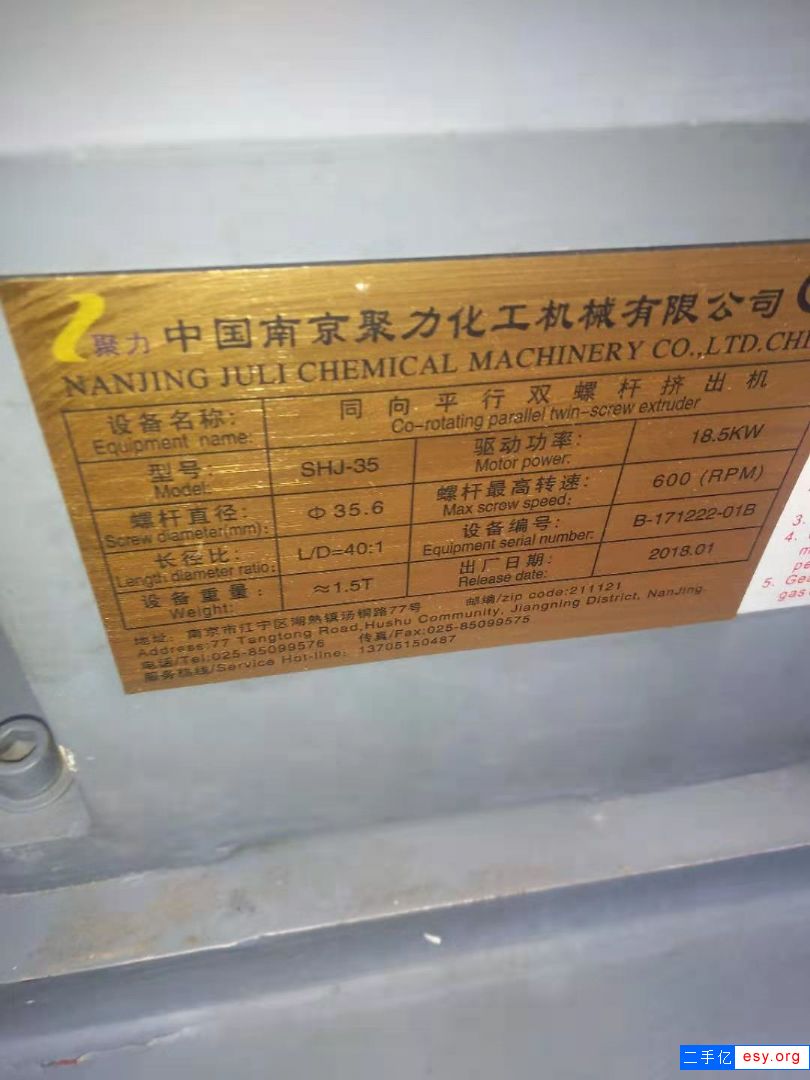 聚力 中国南京聚力化工机械有限公司
NANJING JULI CHEMICAL MACHINERY CO.,LTD.CHI
设备名称: 同向平行双螺杆挤出机
Equipment name: Co-rotating parallel twin-screw extruder
型号: SHJ-35 驱动功率: 18.5KW
Model: Motor power:
螺杆直径: Φ35.6 螺杆最高转速: 600 (RPM)
Screw diameter(mm): Max screw speed:
长径比: L/D=40:1 设备编号: B-171222-01B
Length diameter ratio: Equipment serial number:
设备重量: ≈1.5T 出厂日期: 2018.01
Weight: Release date:
地址: 南京市江宁区湖熟镇汤铜路77号 邮编/zip code:211121
Address:77 Tangtong Road,Hushu Community, Jiangning District, NanJing
电话/Tel:025-85099576 传真/Fax:025-85099575
服务热线/Service Hot-line: 13705150487
3.
4.
m
pe
5. Gea
gas
二手亿 esy.org